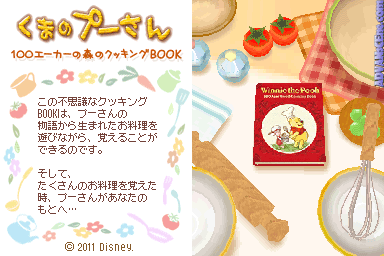 くまのプーさん
100エーカーの森のクッキングBOOK
この不思議なクッキング
BOOKは、プーさんの
物語から生まれたお料理を
遊びながら、覚えることが
できるのです。
そして、
たくさんのお料理を覚えた
時、プーさんがあなたの
もとへ…
© 2011 Disney.
Winnie the Pooh